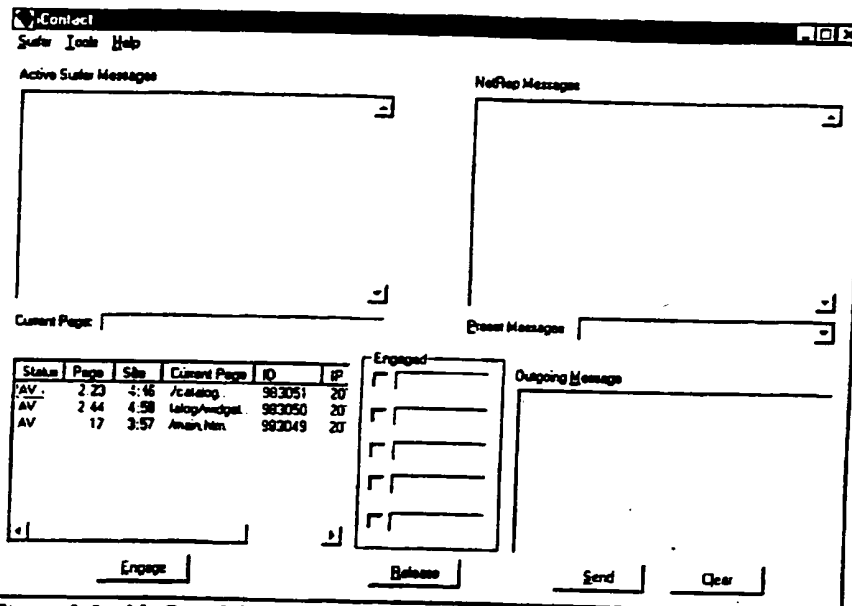 iContact
Surfer Tools Help
Active Surfer Messages
NetRep Messages
Current Page:
Preset Messages
Status Page Site Current Page ID IP
AV 2:23 4:46 /catalog.. 983051 20
AV 2:44 4:58 talog/widget.. 983050 20
AV 17 3:57 /main.htm 983049 20
Engaged
Outgoing Message
Engage
Release
Send
Clear